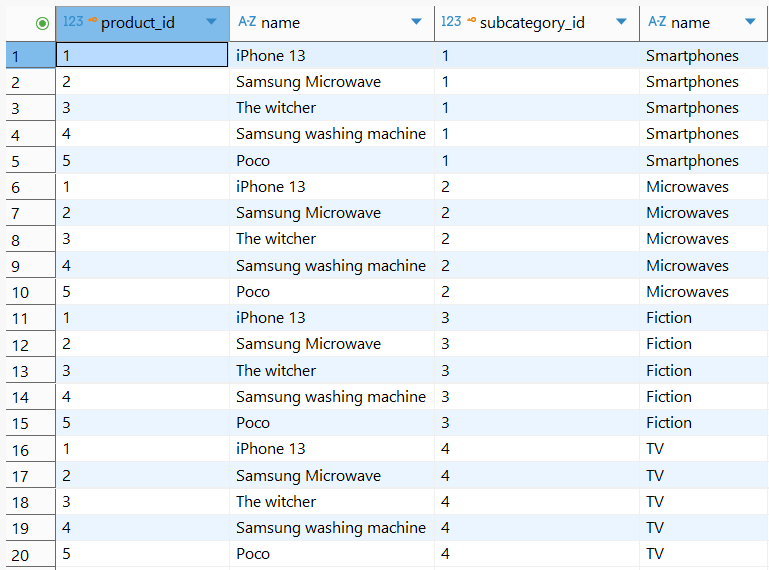 123 product_id A-Z name 123 subcategory_id A-Z name
1 1 iPhone 13 1 Smartphones
2 2 Samsung Microwave 1 Smartphones
3 3 The witcher 1 Smartphones
4 4 Samsung washing machine 1 Smartphones
5 5 Poco 1 Smartphones
6 1 iPhone 13 2 Microwaves
7 2 Samsung Microwave 2 Microwaves
8 3 The witcher 2 Microwaves
9 4 Samsung washing machine 2 Microwaves
10 5 Poco 2 Microwaves
11 1 iPhone 13 3 Fiction
12 2 Samsung Microwave 3 Fiction
13 3 The witcher 3 Fiction
14 4 Samsung washing machine 3 Fiction
15 5 Poco 3 Fiction
16 1 iPhone 13 4 TV
17 2 Samsung Microwave 4 TV
18 3 The witcher 4 TV
19 4 Samsung washing machine 4 TV
20 5 Poco 4 TV